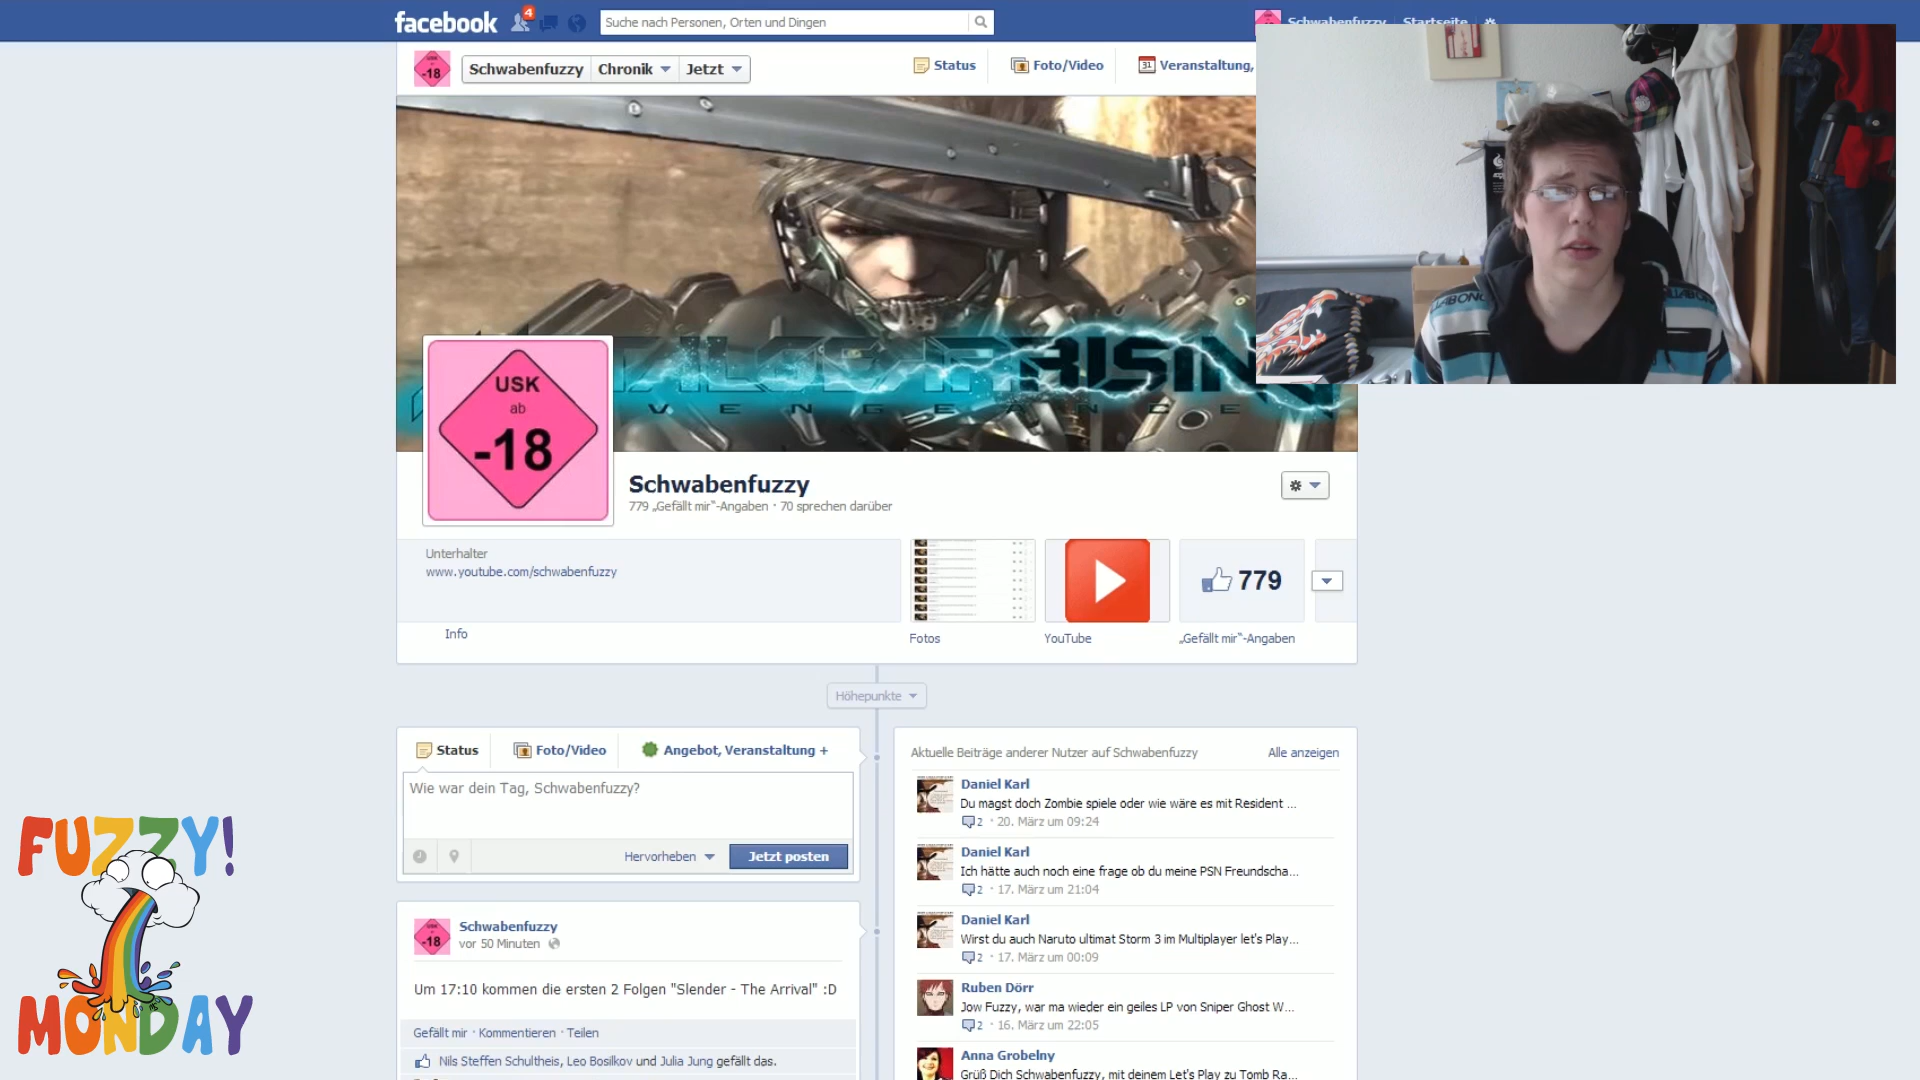 facebook
4
Suche nach Personen, Orten und Dingen
Schwabenfuzzy Startseite
-18
Schwabenfuzzy Chronik Jetzt
Status
Foto/Video
31
Veranstaltung,
RISIN
VENGEANCE
USK
ab
-18
Schwabenfuzzy
779 „Gefällt mir“-Angaben · 70 sprechen darüber
Unterhalter
www.youtube.com/schwabenfuzzy
Info
Fotos
YouTube
779
„Gefällt mir“-Angaben
Höhepunkte
Status
Foto/Video
Angebot, Veranstaltung +
Wie war dein Tag, Schwabenfuzzy?
Hervorheben
Jetzt posten
-18
Schwabenfuzzy
vor 50 Minuten
Um 17:10 kommen die ersten 2 Folgen "Slender - The Arrival" :D
Gefällt mir · Kommentieren · Teilen
Nils Steffen Schultheis, Leo Bosilkov und Julia Jung gefällt das.
Aktuelle Beiträge anderer Nutzer auf Schwabenfuzzy
Alle anzeigen
Daniel Karl
Du magst doch Zombie spiele oder wie wäre es mit Resident ...
2 · 20. März um 09:24
Daniel Karl
Ich hätte auch noch eine frage ob du meine PSN Freundscha...
2 · 17. März um 21:04
Daniel Karl
Wirst du auch Naruto ultimat Storm 3 im Multiplayer let's Play...
2 · 17. März um 00:09
Ruben Dörr
Jow Fuzzy, war ma wieder ein geiles LP von Sniper Ghost W...
2 · 16. März um 22:05
Anna Grobelny
Grüß Dich Schwabenfuzzy, mit deinem Let's Play zu Tomb Ra...
FUZZY!
MONDAY